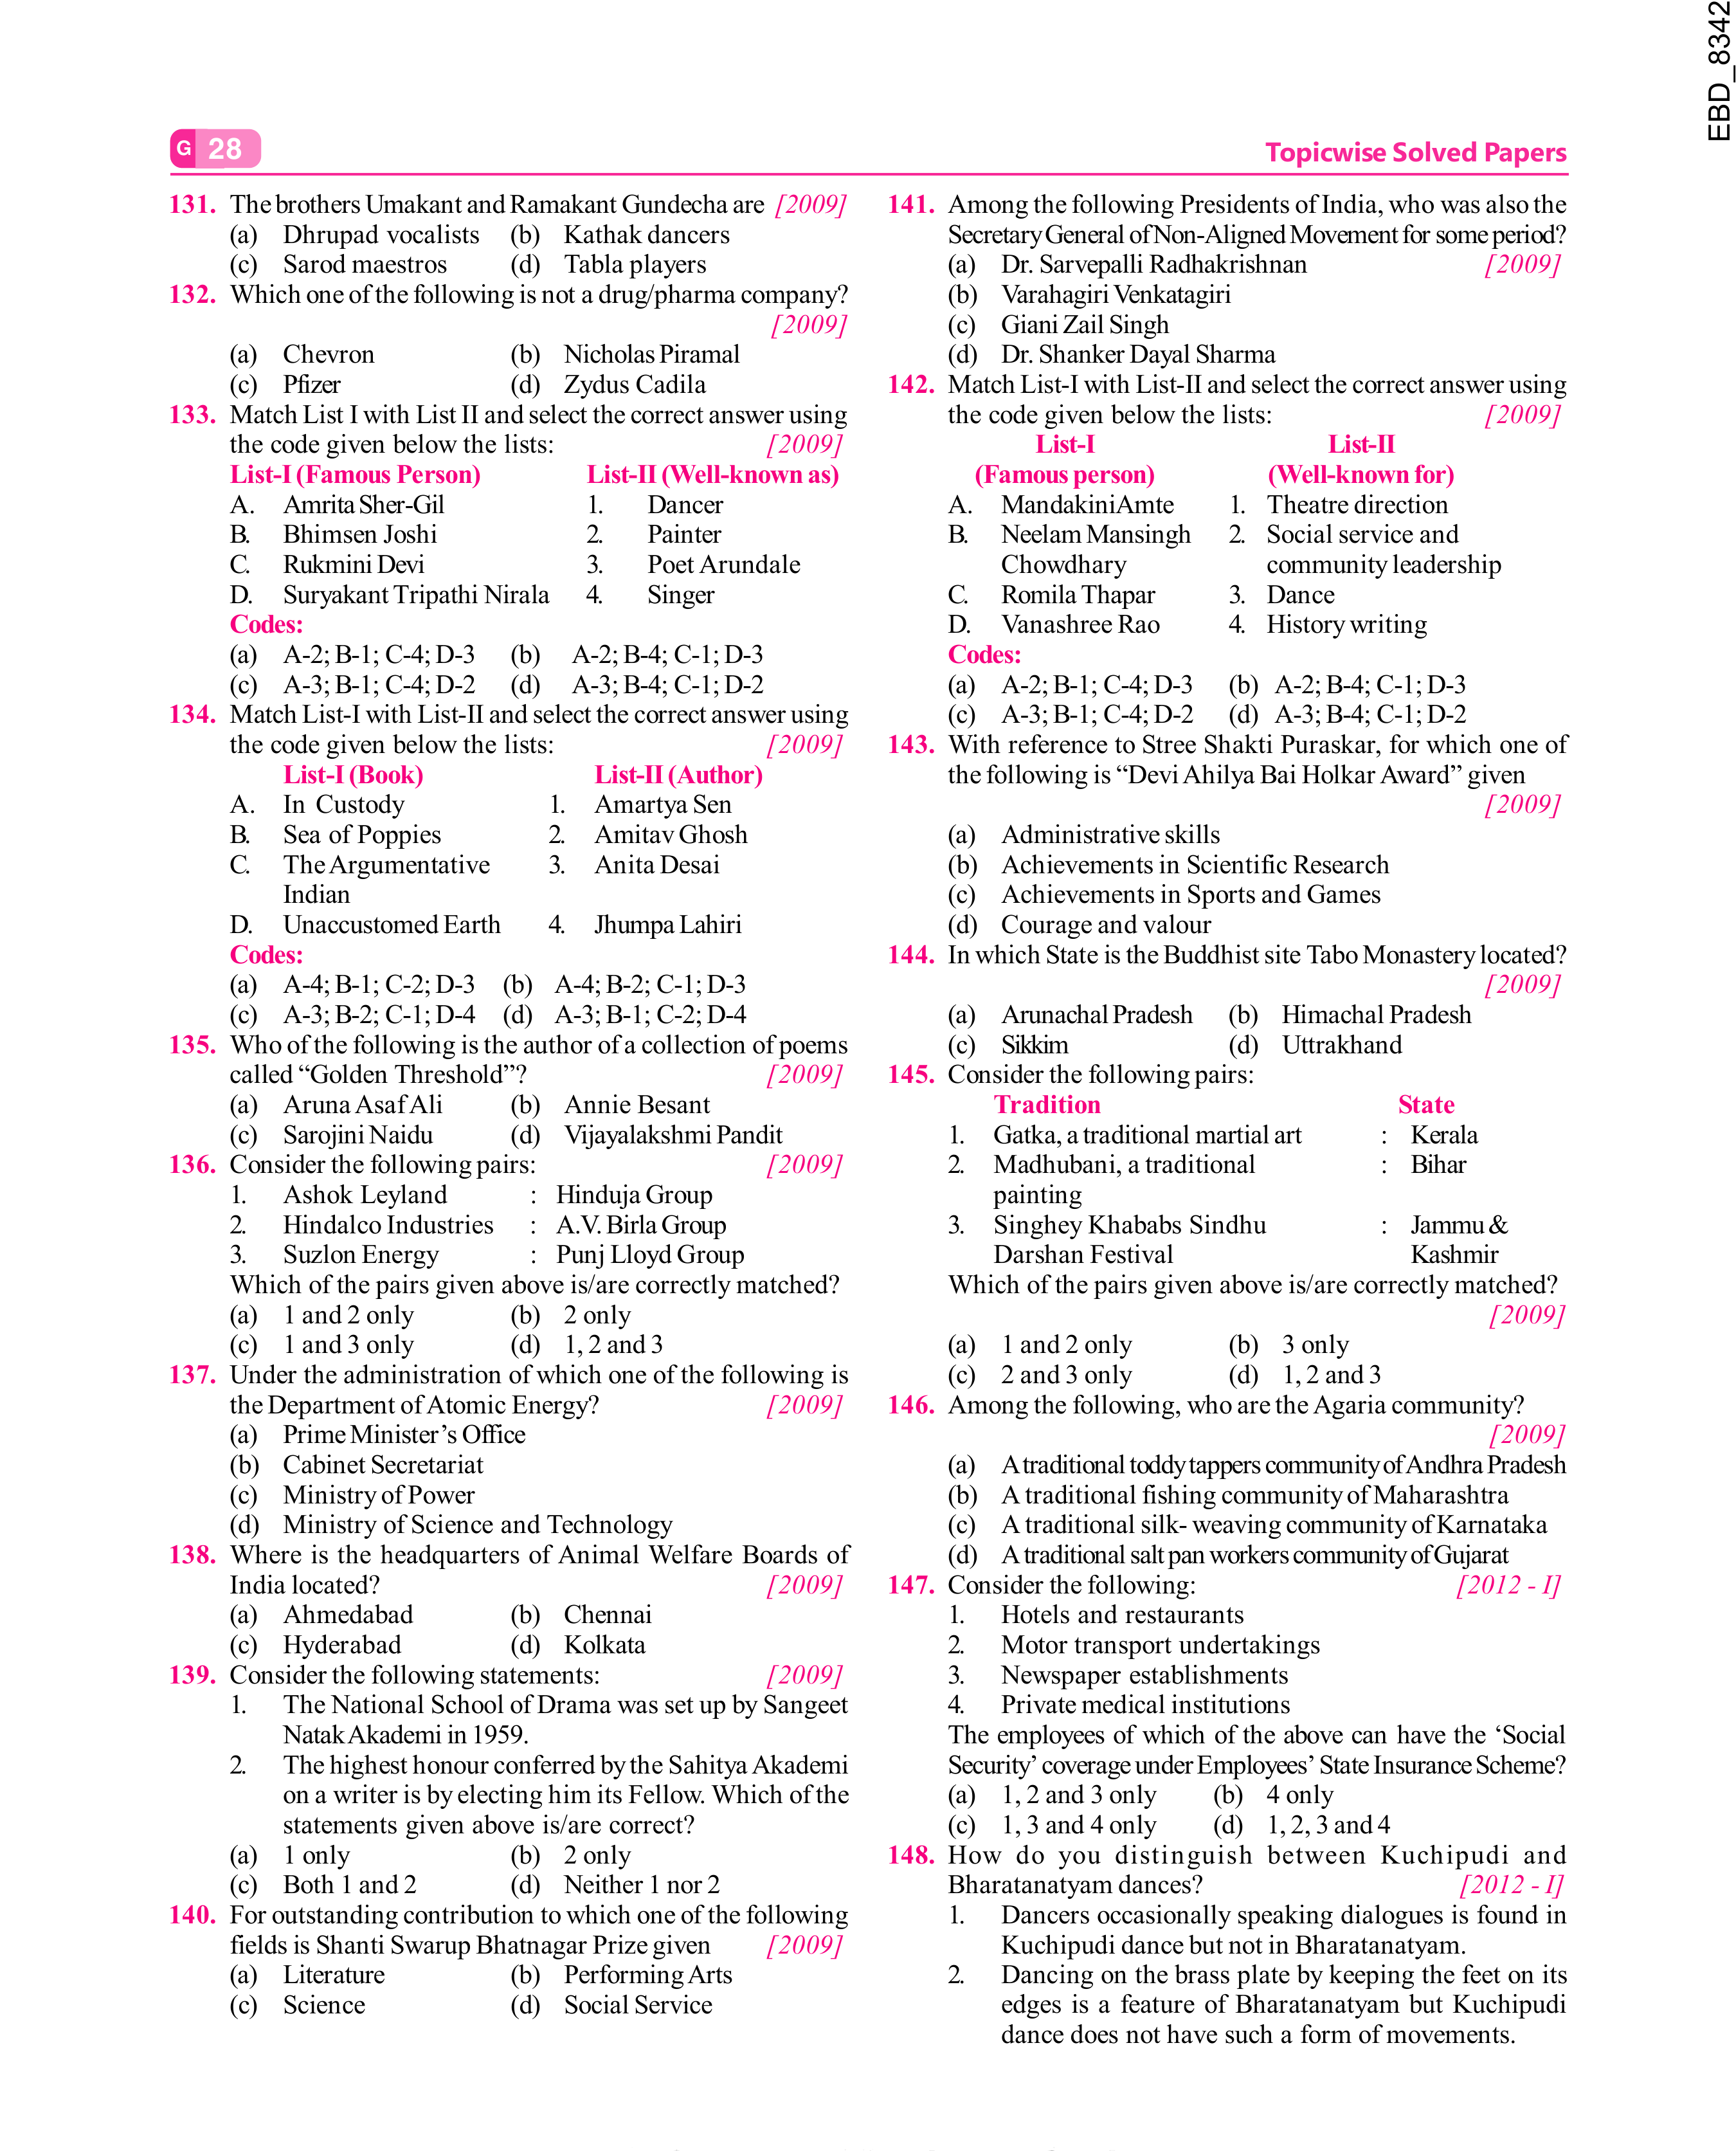 EBD_8342
G 28
Topicwise Solved Papers
131. The brothers Umakant and Ramakant Gundecha are [2009]
(a) Dhrupad vocalists (b) Kathak dancers
(c) Sarod maestros (d) Tabla players
132. Which one of the following is not a drug/pharma company?
[2009]
(a) Chevron (b) Nicholas Piramal
(c) Pfizer (d) Zydus Cadila
133. Match List I with List II and select the correct answer using
the code given below the lists: [2009]
List-I (Famous Person) List-II (Well-known as)
A. Amrita Sher-Gil 1. Dancer
B. Bhimsen Joshi 2. Painter
C. Rukmini Devi 3. Poet Arundale
D. Suryakant Tripathi Nirala 4. Singer
Codes:
(a) A-2; B-1; C-4; D-3 (b) A-2; B-4; C-1; D-3
(c) A-3; B-1; C-4; D-2 (d) A-3; B-4; C-1; D-2
134. Match List-I with List-II and select the correct answer using
the code given below the lists: [2009]
List-I (Book) List-II (Author)
A. In Custody 1. Amartya Sen
B. Sea of Poppies 2. Amitav Ghosh
C. The Argumentative 3. Anita Desai
Indian
D. Unaccustomed Earth 4. Jhumpa Lahiri
Codes:
(a) A-4; B-1; C-2; D-3 (b) A-4; B-2; C-1; D-3
(c) A-3; B-2; C-1; D-4 (d) A-3; B-1; C-2; D-4
135. Who of the following is the author of a collection of poems
called “Golden Threshold”? [2009]
(a) Aruna Asaf Ali (b) Annie Besant
(c) Sarojini Naidu (d) Vijayalakshmi Pandit
136. Consider the following pairs: [2009]
1. Ashok Leyland : Hinduja Group
2. Hindalco Industries : A.V. Birla Group
3. Suzlon Energy : Punj Lloyd Group
Which of the pairs given above is/are correctly matched?
(a) 1 and 2 only (b) 2 only
(c) 1 and 3 only (d) 1, 2 and 3
137. Under the administration of which one of the following is
the Department of Atomic Energy? [2009]
(a) Prime Minister’s Office
(b) Cabinet Secretariat
(c) Ministry of Power
(d) Ministry of Science and Technology
138. Where is the headquarters of Animal Welfare Boards of
India located? [2009]
(a) Ahmedabad (b) Chennai
(c) Hyderabad (d) Kolkata
139. Consider the following statements: [2009]
1. The National School of Drama was set up by Sangeet
Natak Akademi in 1959.
2. The highest honour conferred by the Sahitya Akademi
on a writer is by electing him its Fellow. Which of the
statements given above is/are correct?
(a) 1 only (b) 2 only
(c) Both 1 and 2 (d) Neither 1 nor 2
140. For outstanding contribution to which one of the following
fields is Shanti Swarup Bhatnagar Prize given [2009]
(a) Literature (b) Performing Arts
(c) Science (d) Social Service
141. Among the following Presidents of India, who was also the
Secretary General of Non-Aligned Movement for some period?
(a) Dr. Sarvepalli Radhakrishnan [2009]
(b) Varahagiri Venkatagiri
(c) Giani Zail Singh
(d) Dr. Shanker Dayal Sharma
142. Match List-I with List-II and select the correct answer using
the code given below the lists: [2009]
List-I List-II
(Famous person) (Well-known for)
A. MandakiniAmte 1. Theatre direction
B. Neelam Mansingh 2. Social service and
Chowdhary community leadership
C. Romila Thapar 3. Dance
D. Vanashree Rao 4. History writing
Codes:
(a) A-2; B-1; C-4; D-3 (b) A-2; B-4; C-1; D-3
(c) A-3; B-1; C-4; D-2 (d) A-3; B-4; C-1; D-2
143. With reference to Stree Shakti Puraskar, for which one of
the following is “Devi Ahilya Bai Holkar Award” given
[2009]
(a) Administrative skills
(b) Achievements in Scientific Research
(c) Achievements in Sports and Games
(d) Courage and valour
144. In which State is the Buddhist site Tabo Monastery located?
[2009]
(a) Arunachal Pradesh (b) Himachal Pradesh
(c) Sikkim (d) Uttrakhand
145. Consider the following pairs:
Tradition State
1. Gatka, a traditional martial art : Kerala
2. Madhubani, a traditional : Bihar
painting
3. Singhey Khababs Sindhu : Jammu &
Darshan Festival Kashmir
Which of the pairs given above is/are correctly matched?
[2009]
(a) 1 and 2 only (b) 3 only
(c) 2 and 3 only (d) 1, 2 and 3
146. Among the following, who are the Agaria community?
[2009]
(a) A traditional toddy tappers community of Andhra Pradesh
(b) A traditional fishing community of Maharashtra
(c) A traditional silk- weaving community of Karnataka
(d) A traditional salt pan workers community of Gujarat
147. Consider the following: [2012 - I]
1. Hotels and restaurants
2. Motor transport undertakings
3. Newspaper establishments
4. Private medical institutions
The employees of which of the above can have the ‘Social
Security’ coverage under Employees’ State Insurance Scheme?
(a) 1, 2 and 3 only (b) 4 only
(c) 1, 3 and 4 only (d) 1, 2, 3 and 4
148. How do you distinguish between Kuchipudi and
Bharatanatyam dances? [2012 - I]
1. Dancers occasionally speaking dialogues is found in
Kuchipudi dance but not in Bharatanatyam.
2. Dancing on the brass plate by keeping the feet on its
edges is a feature of Bharatanatyam but Kuchipudi
dance does not have such a form of movements.